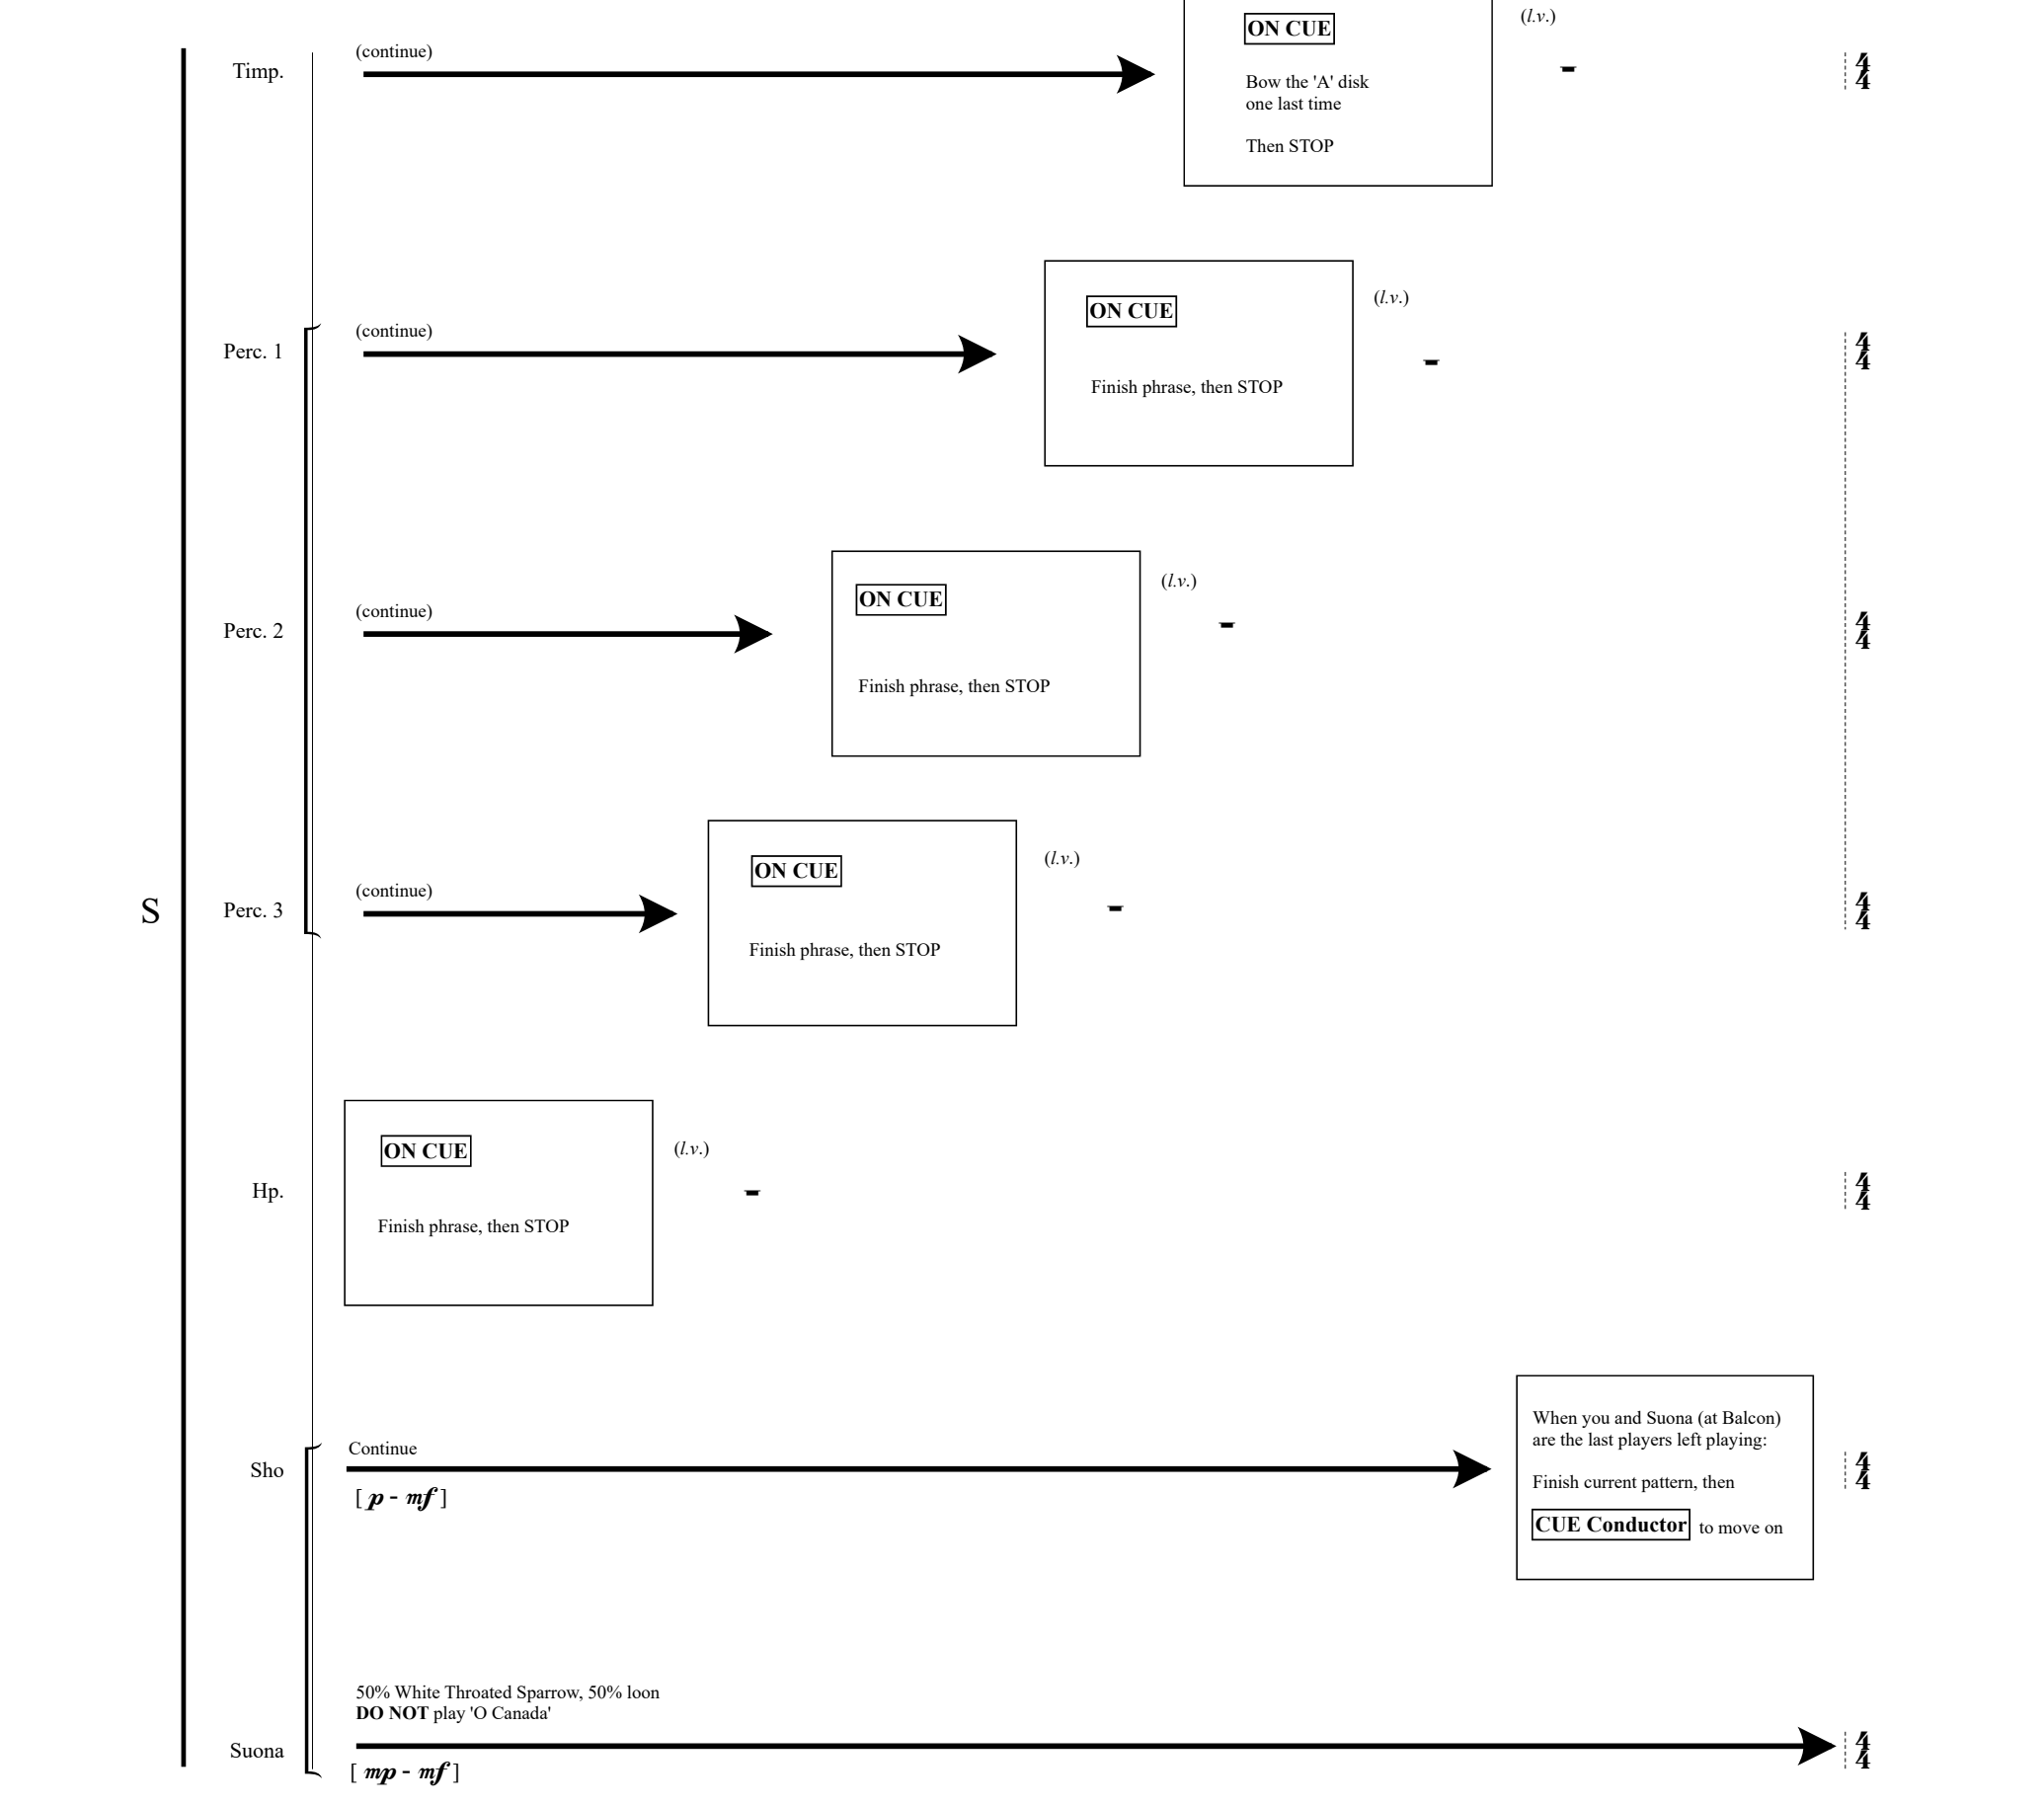 ON CUE
(l.v.)
Timp.
(continue)
Bow the 'A' disk
one last time
Then STOP
4
4
Perc. 1
(continue)
ON CUE
(l.v.)
Finish phrase, then STOP
4
4
Perc. 2
(continue)
ON CUE
(l.v.)
Finish phrase, then STOP
4
4
S
Perc. 3
(continue)
ON CUE
(l.v.)
Finish phrase, then STOP
4
4
Hp.
ON CUE
(l.v.)
Finish phrase, then STOP
4
4
Sho
Continue
[ p - mf ]
When you and Suona (at Balcon)
are the last players left playing:
Finish current pattern, then
CUE Conductor to move on
4
4
Suona
50% White Throated Sparrow, 50% loon
DO NOT play 'O Canada'
[ mp - mf ]
4
4